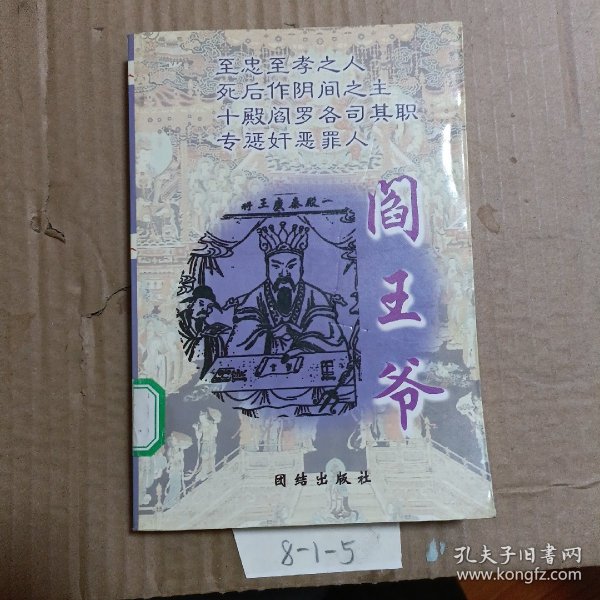 至忠至孝之人
死后作阴间之主
十殿阎罗各司其职
专惩奸恶罪人
一殿秦廣王蔣
阎王爷
团结出版社
8-1-5
孔夫子旧书网
www.kongfz.com